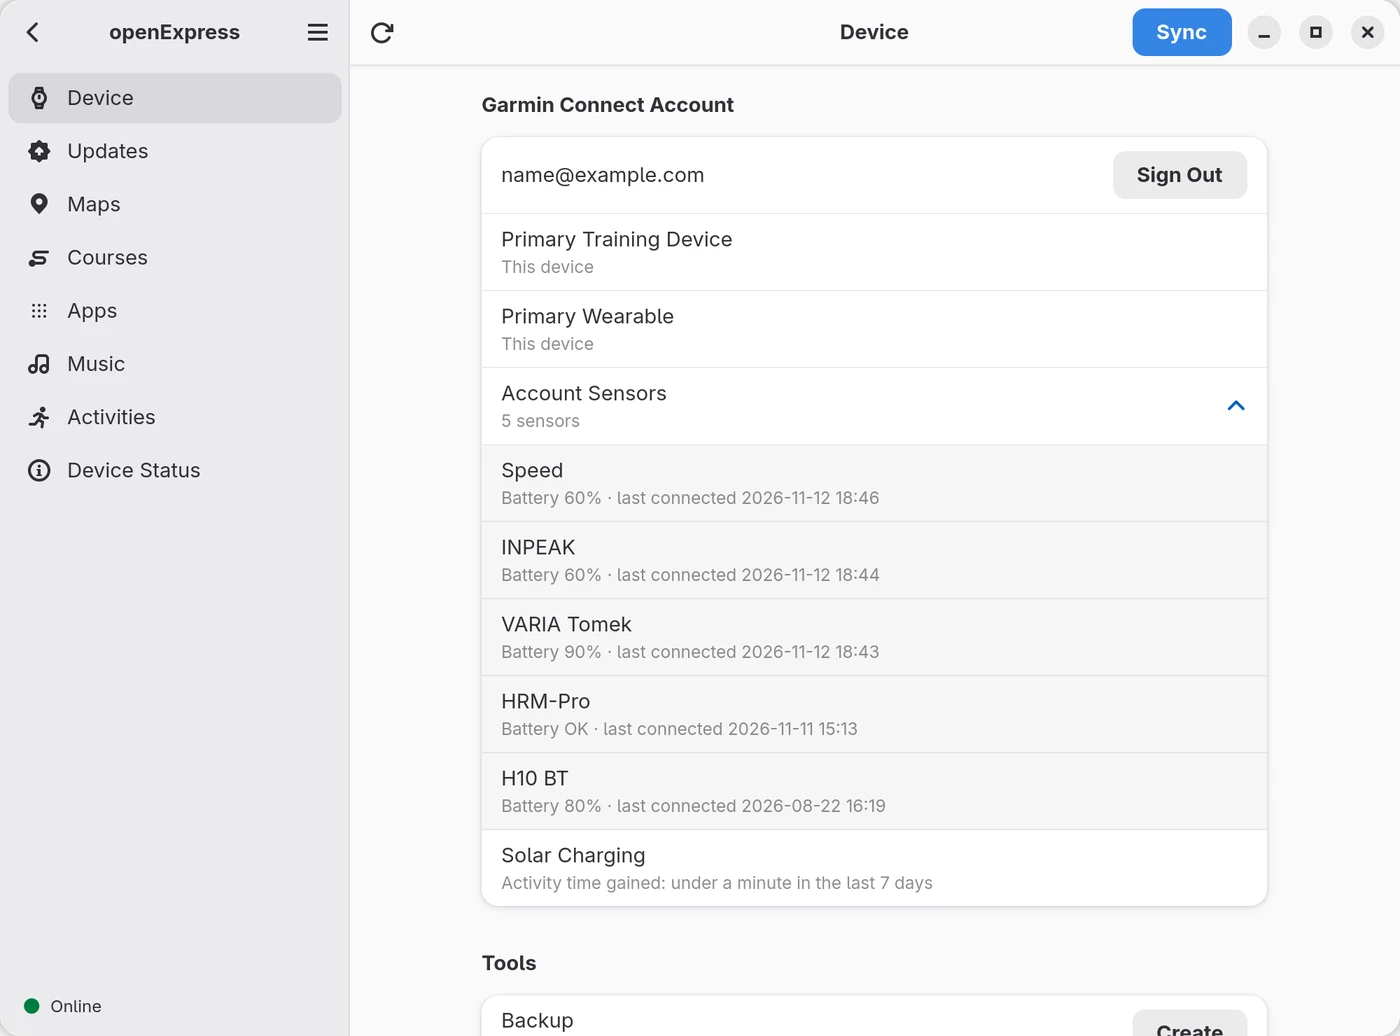 openExpress
Device
Updates
Maps
Courses
Apps
Music
Activities
Device Status
Online
Device
Sync
Garmin Connect Account
name@example.com
Sign Out
Primary Training Device
This device
Primary Wearable
This device
Account Sensors
5 sensors
Speed
Battery 60% · last connected 2026-11-12 18:46
INPEAK
Battery 60% · last connected 2026-11-12 18:44
VARIA Tomek
Battery 90% · last connected 2026-11-12 18:43
HRM-Pro
Battery OK · last connected 2026-11-11 15:13
H10 BT
Battery 80% · last connected 2026-08-22 16:19
Solar Charging
Activity time gained: under a minute in the last 7 days
Tools
Backup
Create